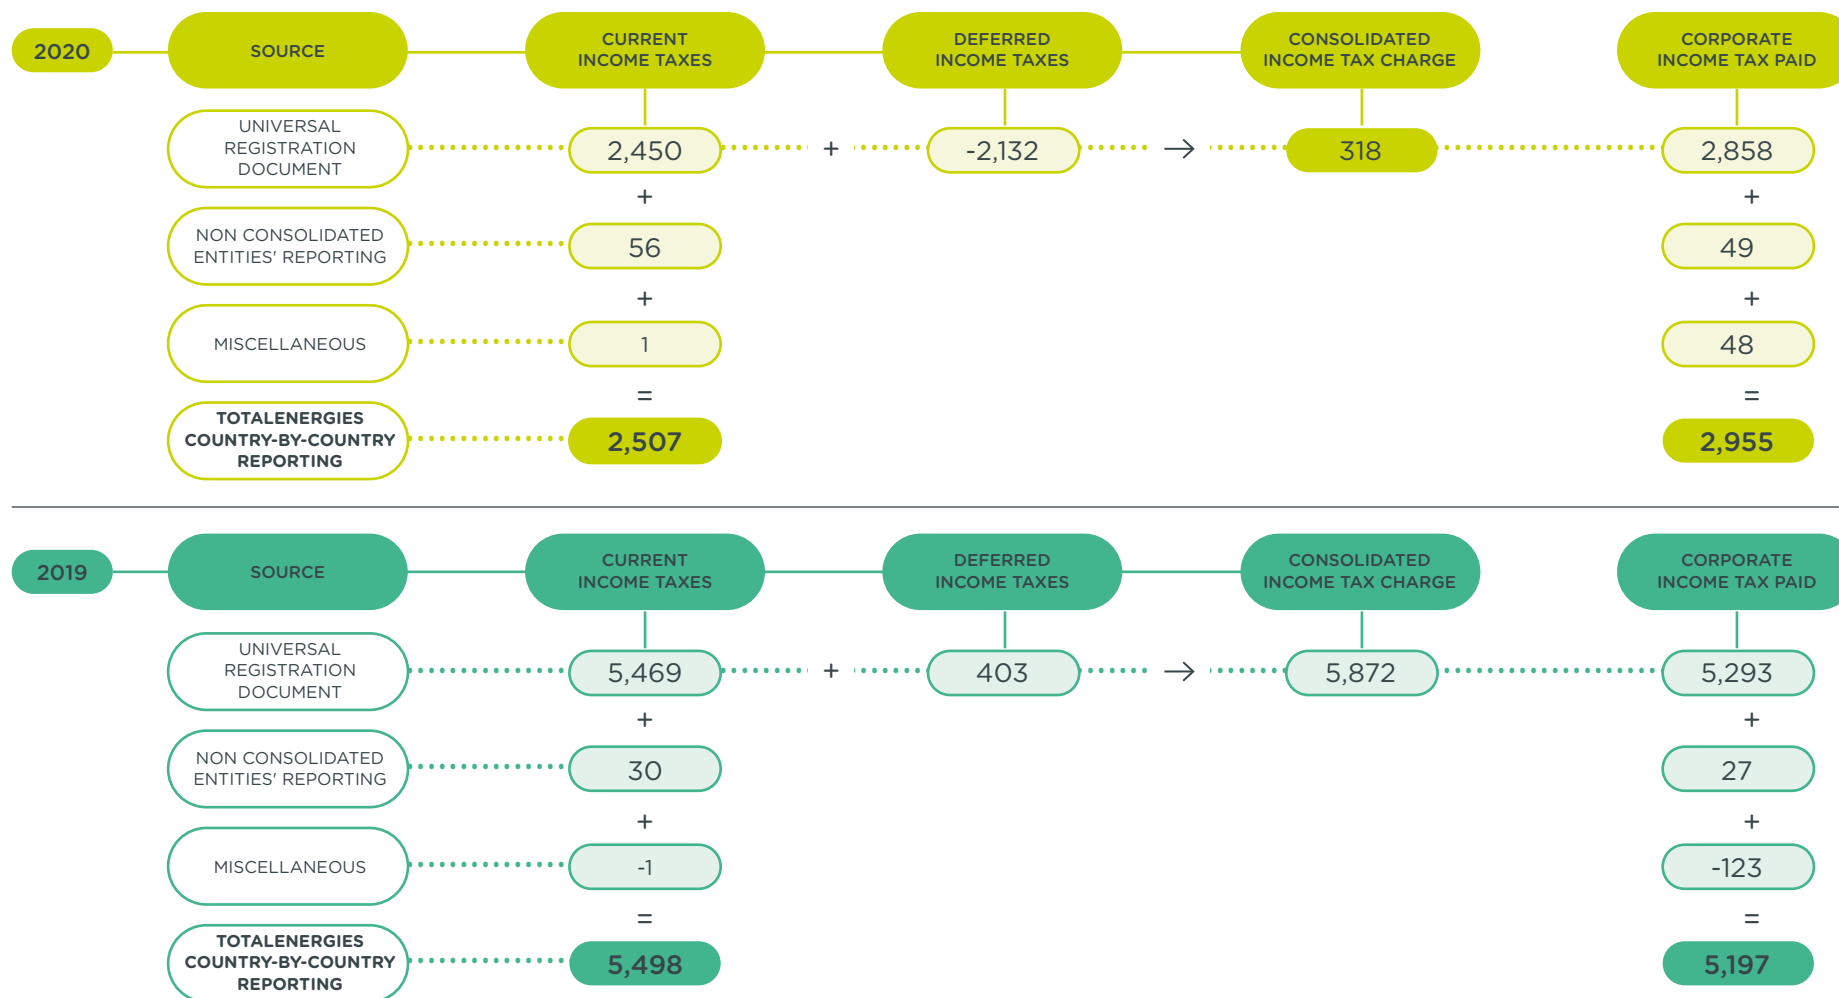 2020
SOURCE
CURRENT
INCOME TAXES
DEFERRED
INCOME TAXES
CONSOLIDATED
INCOME TAX CHARGE
CORPORATE
INCOME TAX PAID
UNIVERSAL
REGISTRATION
DOCUMENT
2,450
+
-2,132
→
318
2,858
+
+
NON CONSOLIDATED
ENTITIES' REPORTING
56
49
+
+
MISCELLANEOUS
1
48
=
=
TOTALENERGIES
COUNTRY-BY-COUNTRY
REPORTING
2,507
2,955
2019
SOURCE
CURRENT
INCOME TAXES
DEFERRED
INCOME TAXES
CONSOLIDATED
INCOME TAX CHARGE
CORPORATE
INCOME TAX PAID
UNIVERSAL
REGISTRATION
DOCUMENT
5,469
+
403
→
5,872
5,293
+
+
NON CONSOLIDATED
ENTITIES' REPORTING
30
27
+
+
MISCELLANEOUS
-1
-123
=
=
TOTALENERGIES
COUNTRY-BY-COUNTRY
REPORTING
5,498
5,197